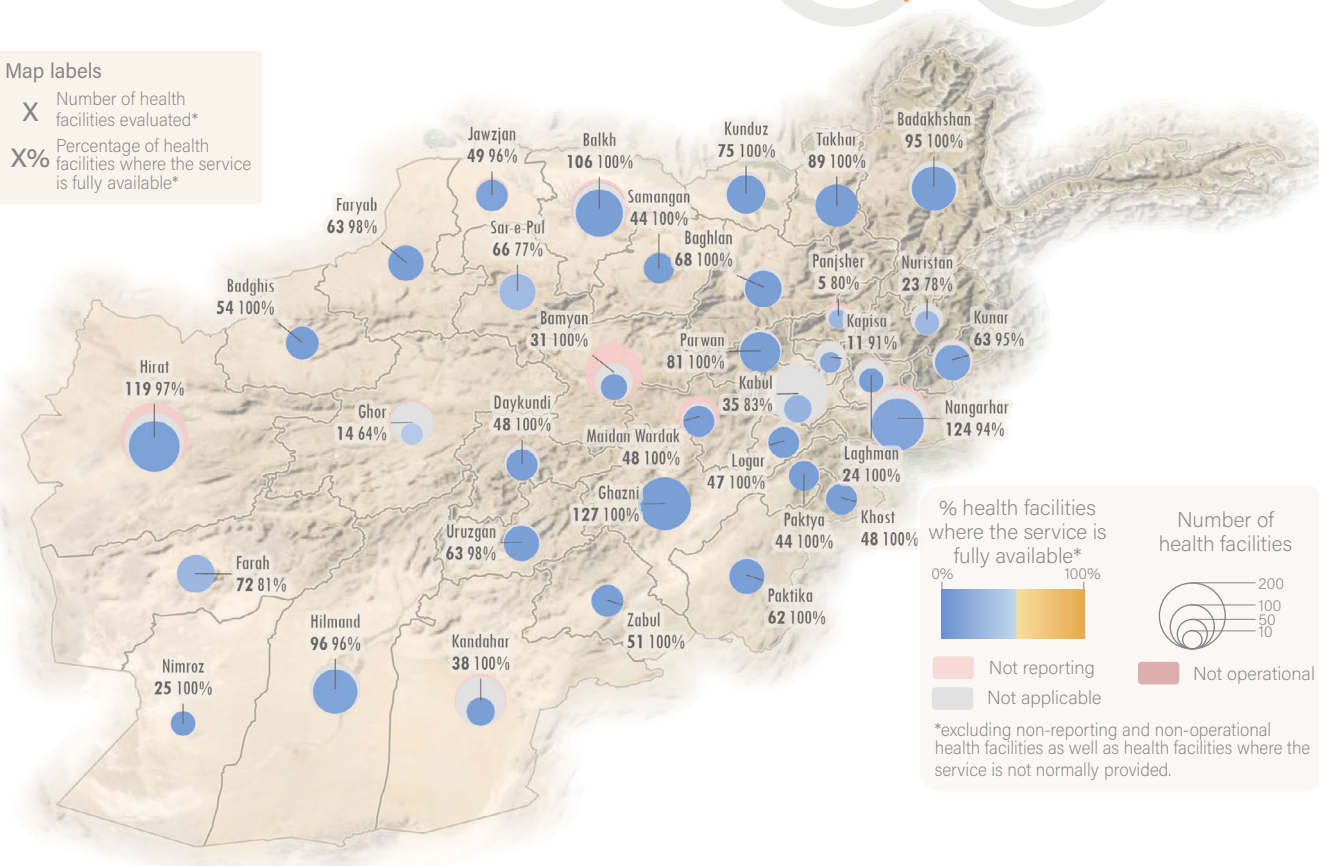 Map labels
X Number of health
facilities evaluated*
X% Percentage of health
facilities where the service
is fully available*
Jawzjan
49 96%
Balkh
106 100%
Kunduz
75 100%
Takhar
89 100%
Badakhshan
95 100%
Faryab
63 98%
Sar-e-Pul
66 77%
Samangan
44 100%
Baghlan
68 100%
Panjsher
5 80%
Nuristan
23 78%
Badghis
54 100%
Bamyan
31 100%
Parwan
81 100%
Kapisa
11 91%
Kunar
63 95%
Hirat
119 97%
Ghor
14 64%
Daykundi
48 100%
Maidan Wardak
48 100%
Kabul
35 83%
Nangarhar
124 94%
Logar
47 100%
Laghman
24 100%
Ghazni
127 100%
Paktya
44 100%
Khost
48 100%
Uruzgan
63 98%
Farah
72 81%
Zabul
51 100%
Paktika
62 100%
Hilmand
96 96%
Kandahar
38 100%
Nimroz
25 100%
% health facilities
where the service is
fully available*
0% 100%
Not reporting
Not applicable
Number of
health facilities
200
100
50
10
Not operational
*excluding non-reporting and non-operational
health facilities as well as health facilities where the
service is not normally provided.